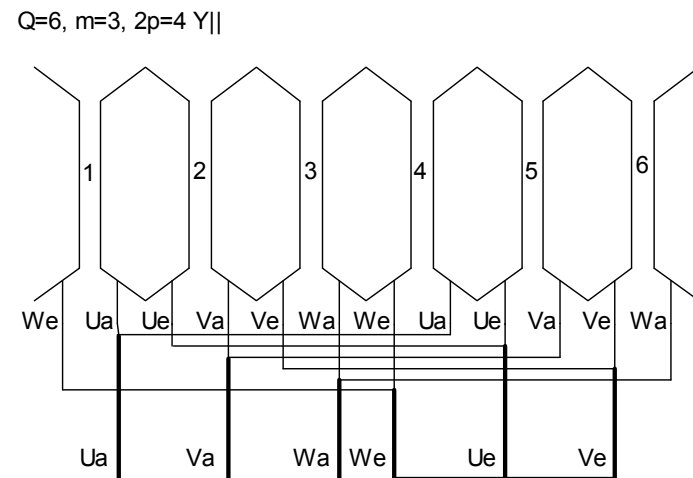 Q=6, m=3, 2p=4 Y||
1 2 3 4 5 6
We Ua Ue Va Ve Wa We Ua Ue Va Ve Wa
Ua Va Wa We Ue Ve